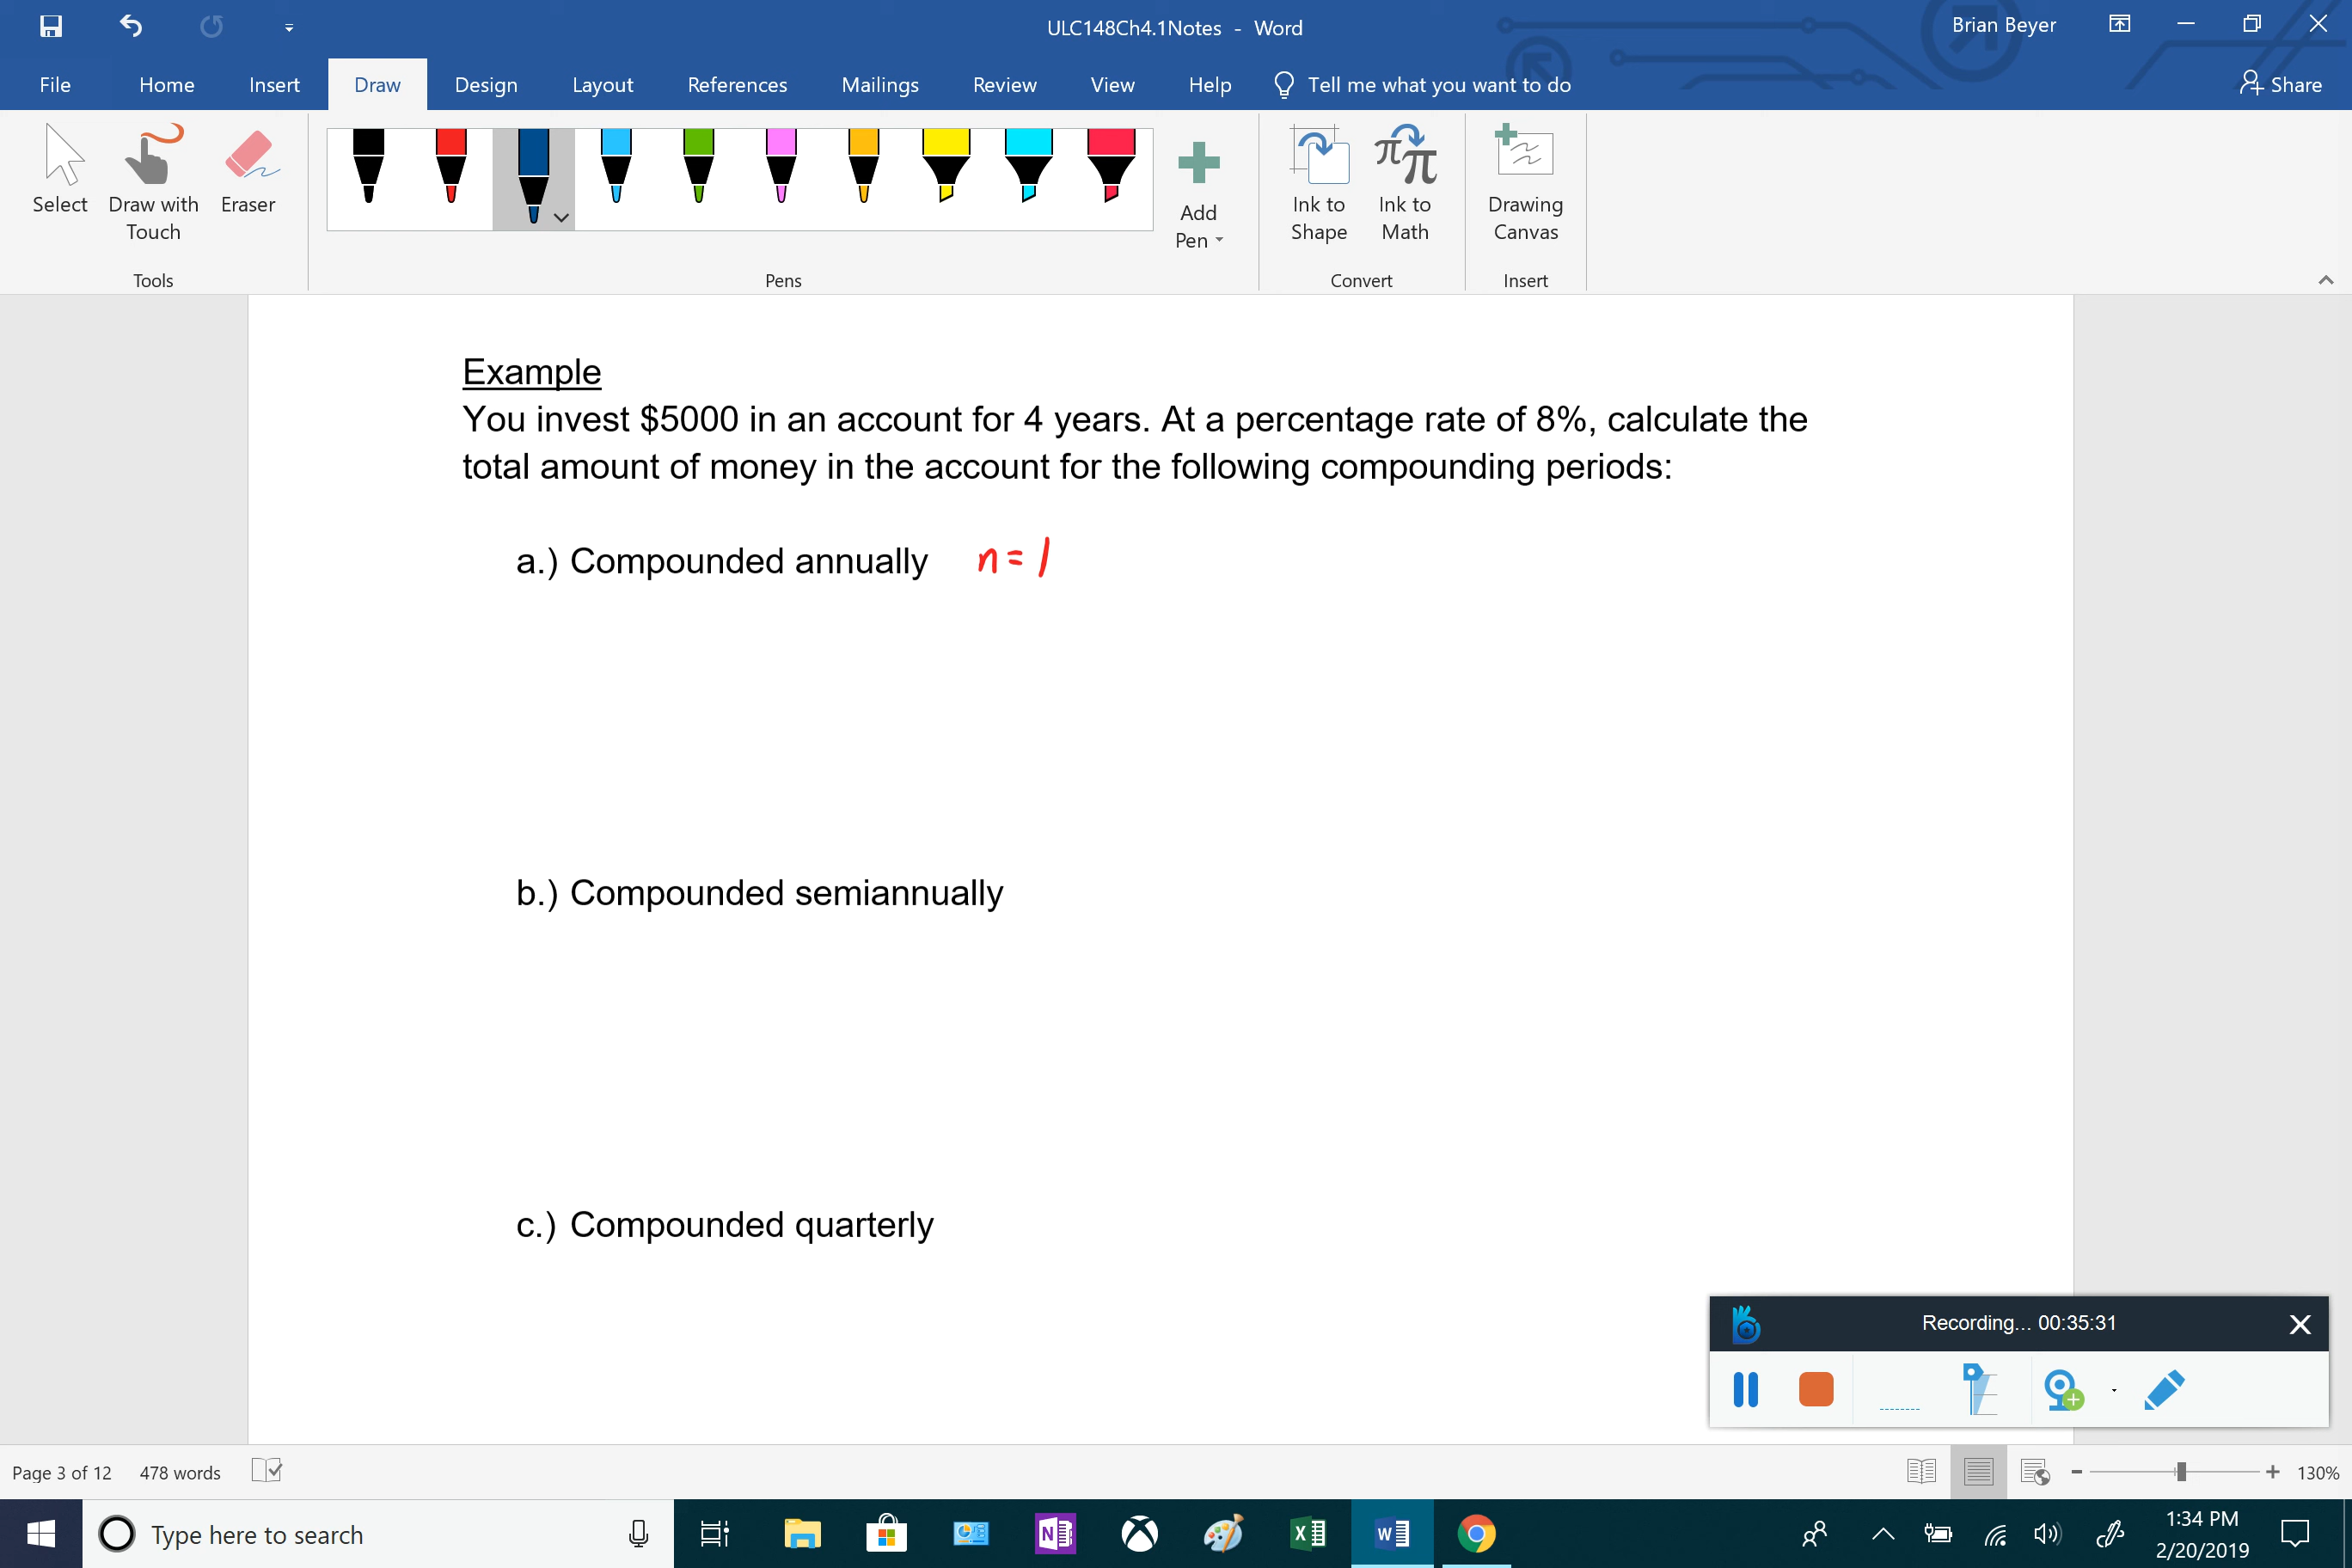 ULC148Ch4.1Notes - Word
Brian Beyer
File Home Insert Draw Design Layout References Mailings Review View Help Tell me what you want to do Share
Select Draw with Touch Eraser
Add Pen
Ink to Shape Ink to Math
Drawing Canvas
Tools Pens Convert Insert
Example
You invest $5000 in an account for 4 years. At a percentage rate of 8%, calculate the
total amount of money in the account for the following compounding periods:
a.) Compounded annually n = 1
b.) Compounded semiannually
c.) Compounded quarterly
Recording... 00:35:31
Page 3 of 12 478 words
130%
Type here to search
1:34 PM
2/20/2019